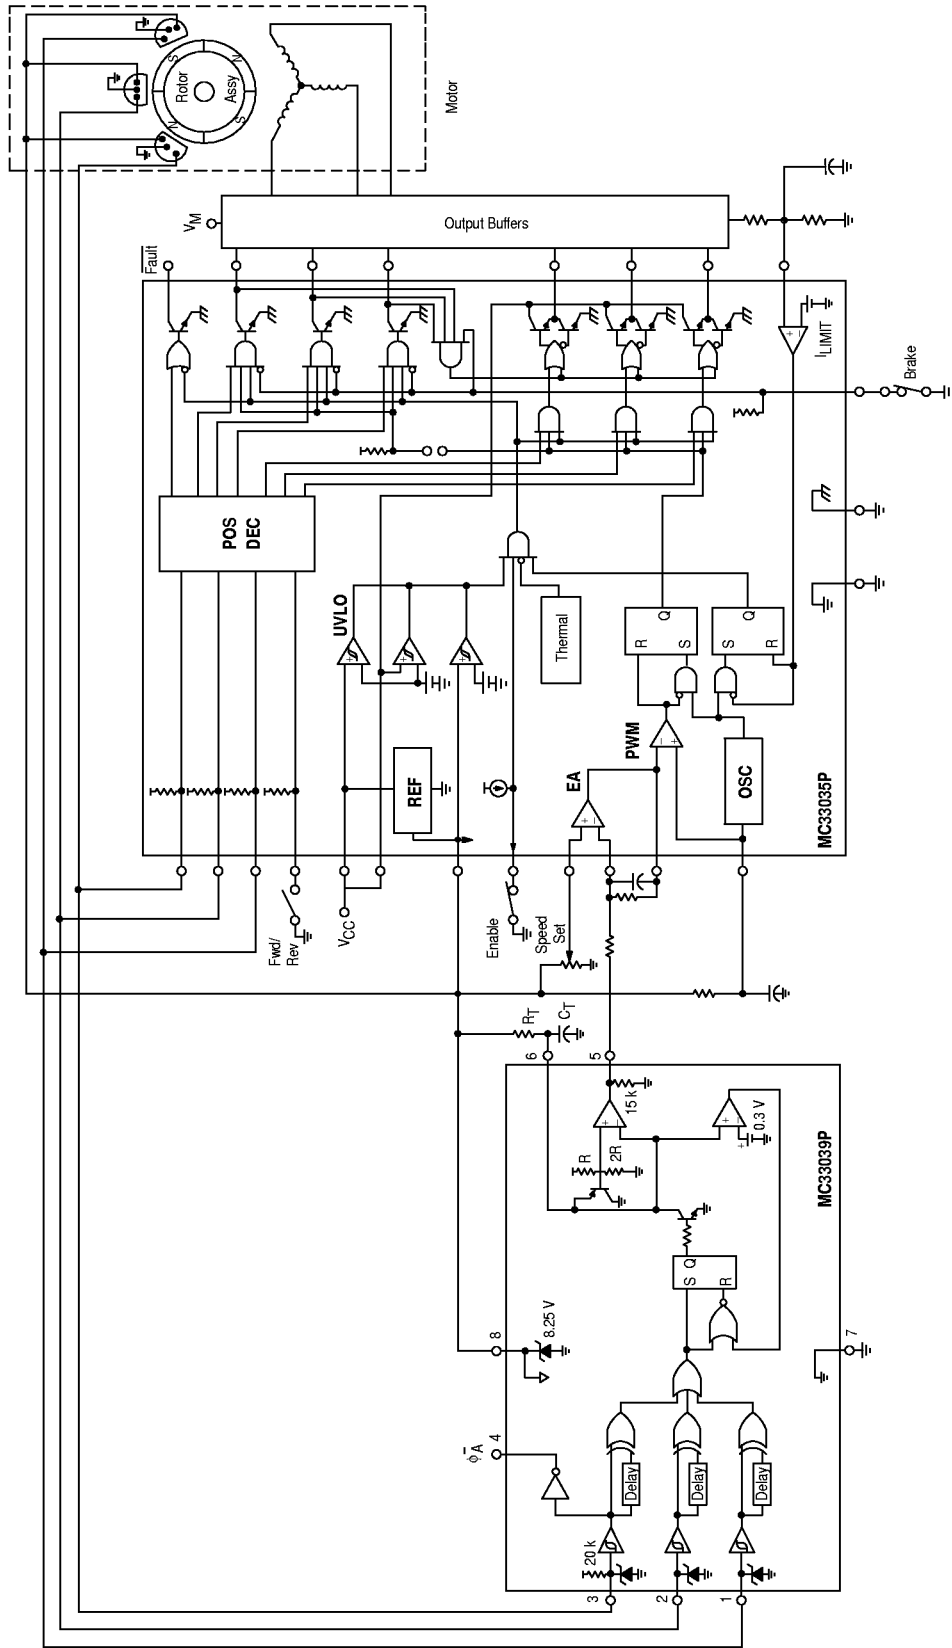 Motor
Rotor
Assy
N
S
N
S
V M
Output Buffers
Fault
I LIMIT
Brake
POS
DEC
UVLO
Thermal
R
Q
S
S
Q
R
REF
EA
PWM
OSC
MC33035P
Fwd/
Rev
VCC
Enable
Speed
Set
RT
CT
6
5
15 k
R
2R
0.3 V
MC33039P
8
8.25 V
S
Q
R
7
φA
4
Delay
Delay
Delay
20 k
3
2
1